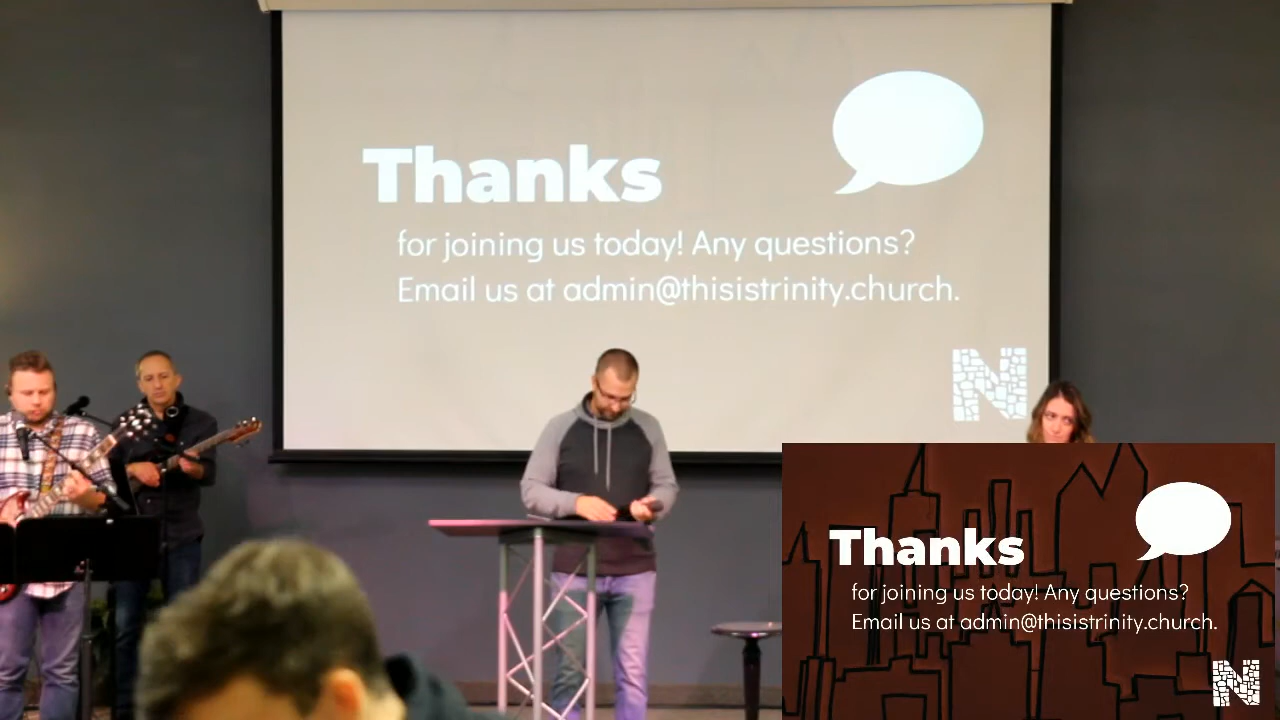 Thanks
for joining us today! Any questions?
Email us at admin@thisistrinity.church.
N
Thanks
for joining us today! Any questions?
Email us at admin@thisistrinity.church.
N